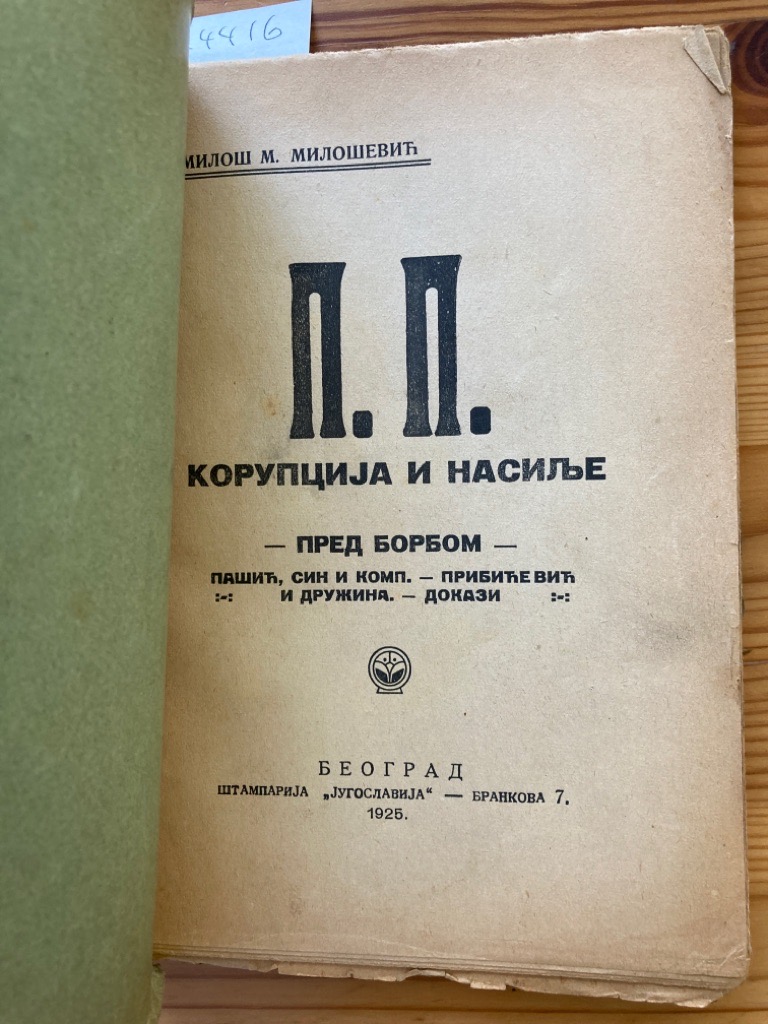 4416
МИЛОШ М. МИЛОШЕВИЋ
П. П.
КОРУПЦИЈА И НАСИЉЕ
— ПРЕД БОРБОМ —
ПАШИЋ, СИН И КОМП. — ПРИБИЋЕВИЋ
:-: И ДРУЖИНА. — ДОКАЗИ :-:
БЕОГРАД
ШТАМПАРИЈА „ЈУГОСЛАВИЈА“ — БРАНКОВА 7.
1925.